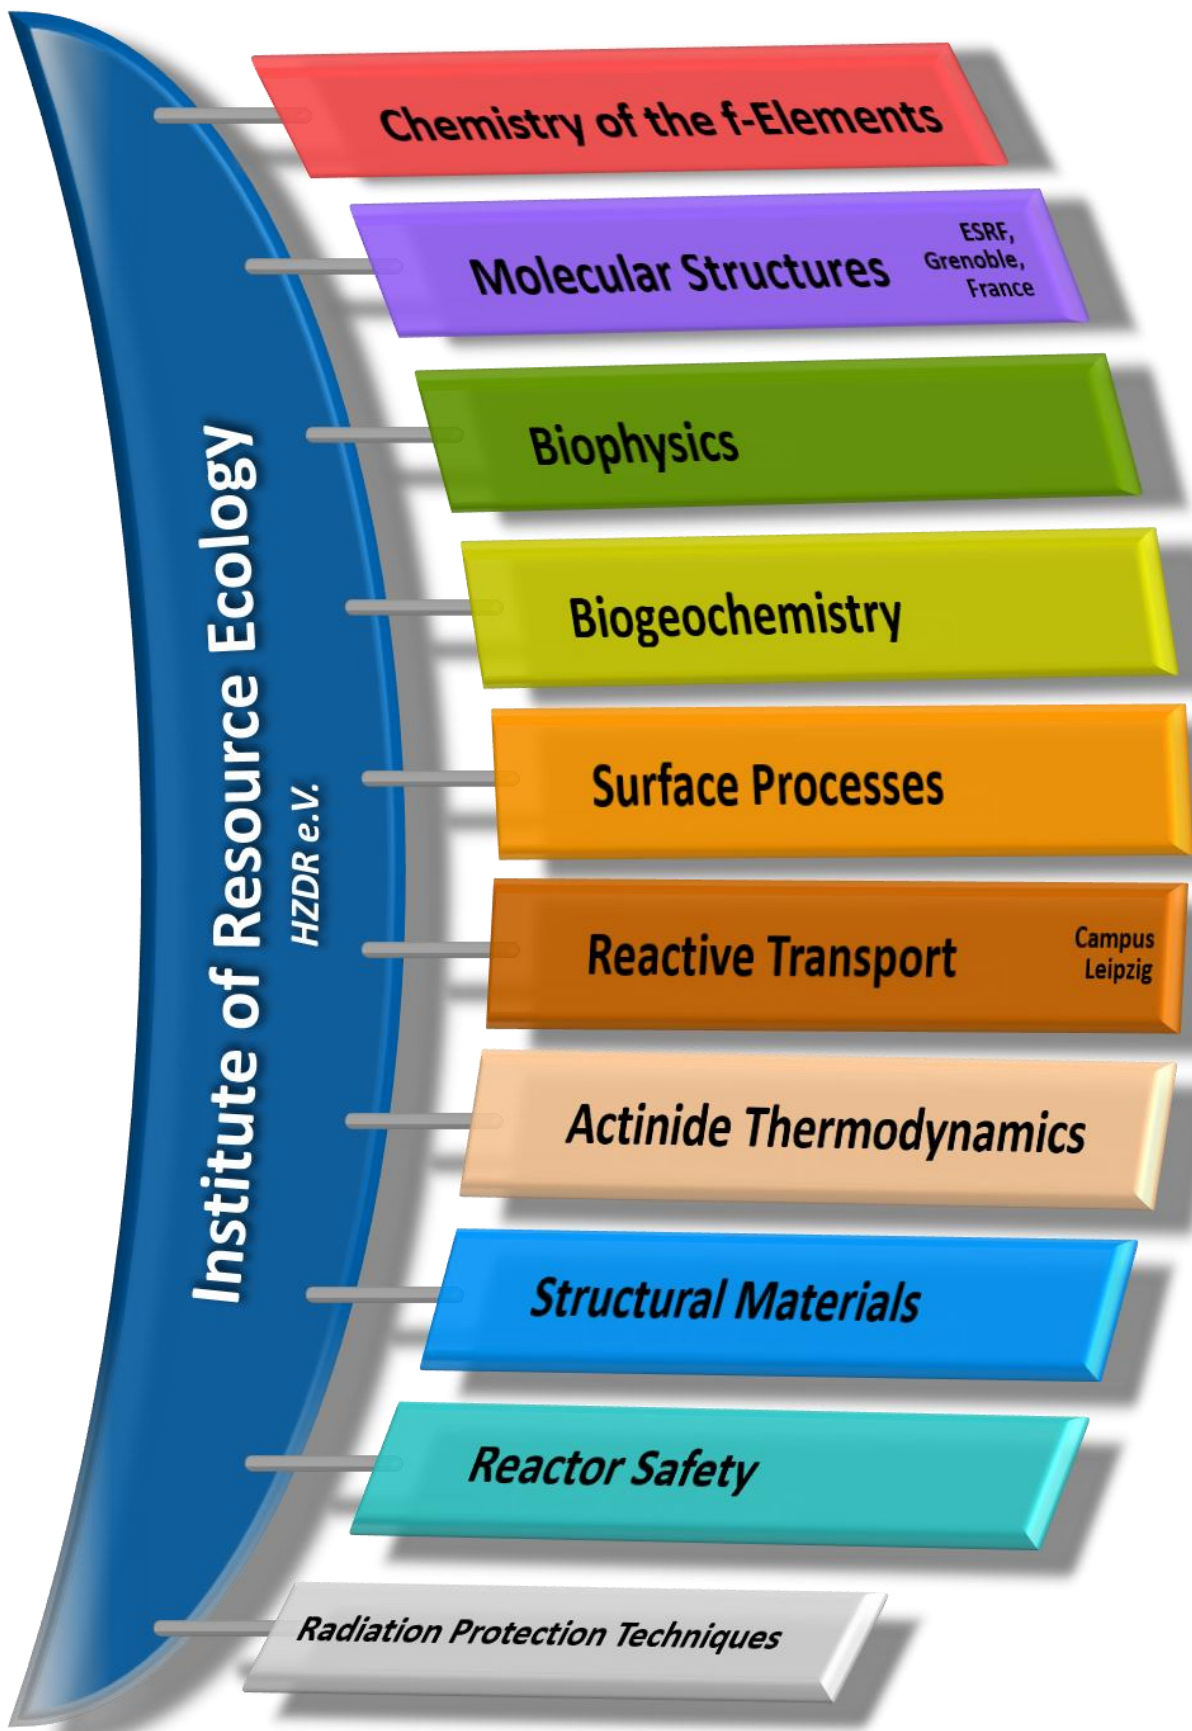 Institute of Resource Ecology
HZDR e.V.
Chemistry of the f-Elements
Molecular Structures
ESRF,
Grenoble,
France
Biophysics
Biogeochemistry
Surface Processes
Reactive Transport
Campus
Leipzig
Actinide Thermodynamics
Structural Materials
Reactor Safety
Radiation Protection Techniques